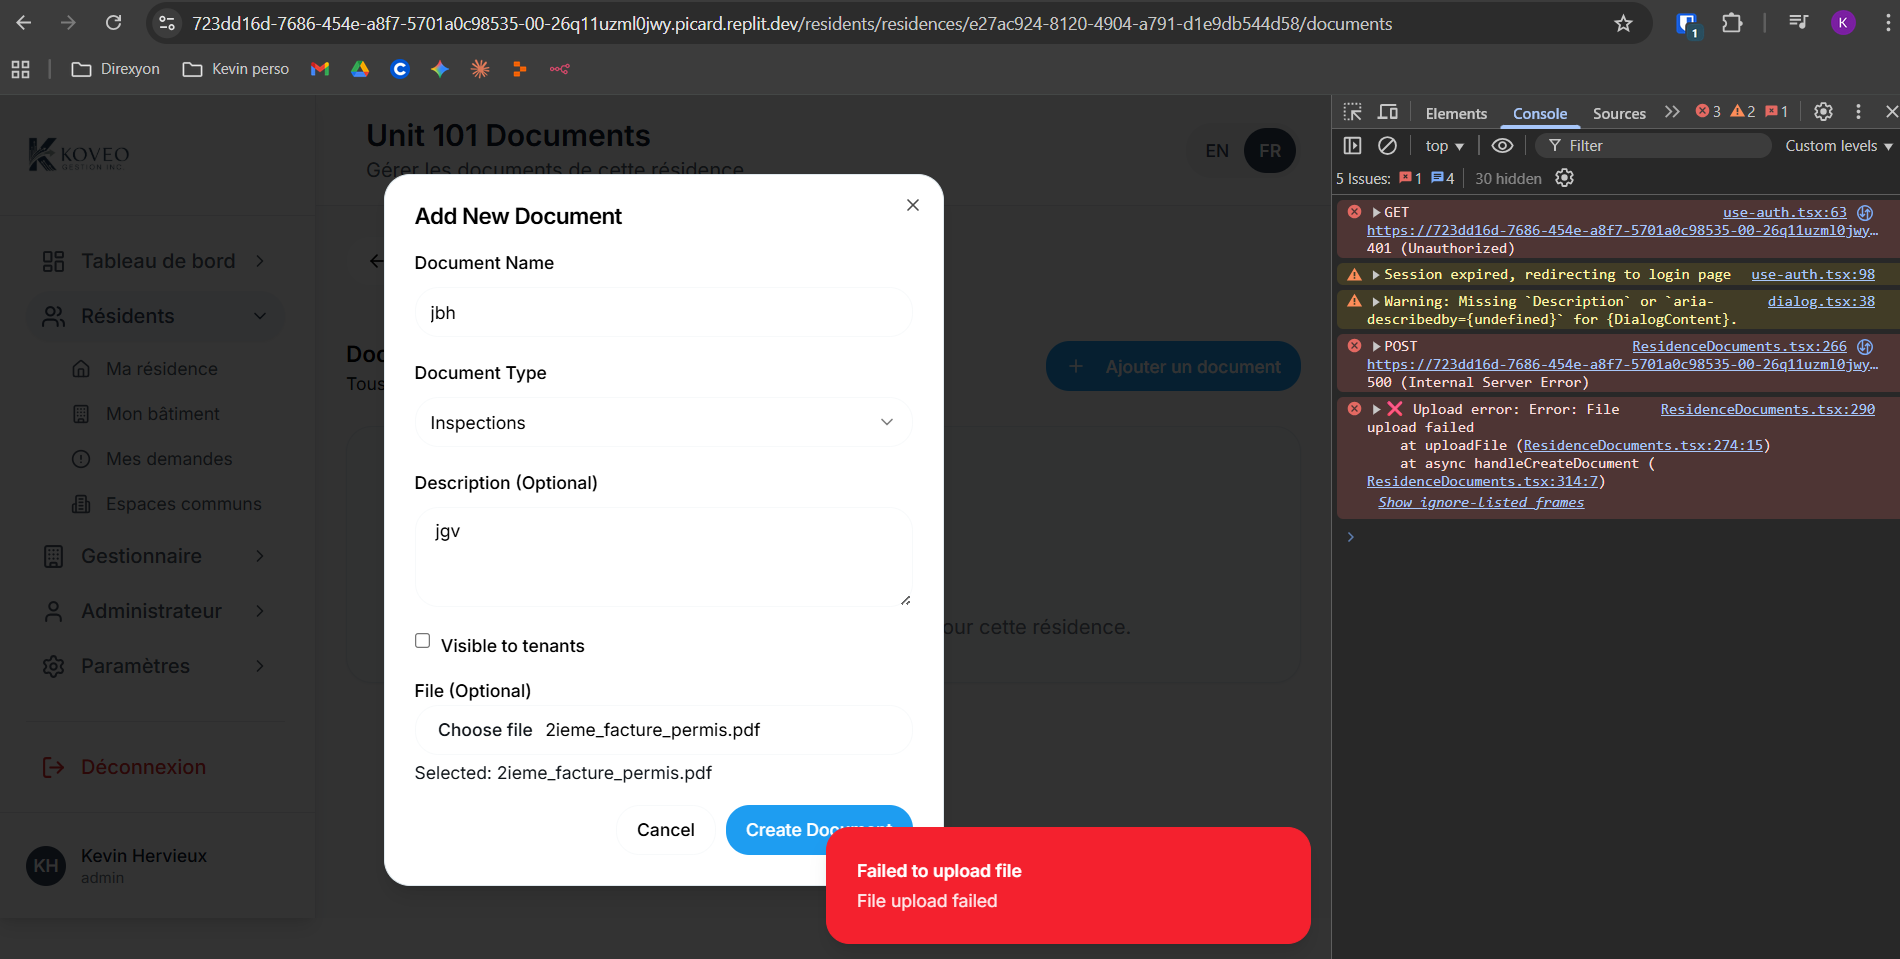 723dd16d-7686-454e-a8f7-5701a0c98535-00-26q11uzml0jwy.picard.replit.dev/residents/residences/e27ac924-8120-4904-a791-d1e9db544d58/documents
1
K
Direxyon
Kevin perso
KOVEO
GESTION INC
Unit 101 Documents
Gérer les documents de cette résidence
EN
FR
Tableau de bord
Résidents
Ma résidence
Mon bâtiment
Mes demandes
Espaces communs
Gestionnaire
Administrateur
Paramètres
Déconnexion
KH
Kevin Hervieux
admin
Doc
Tous
Ajouter un document
our cette résidence.
Add New Document
Document Name
jbh
Document Type
Inspections
Description (Optional)
jgv
Visible to tenants
File (Optional)
Choose file 2ieme_facture_permis.pdf
Selected: 2ieme_facture_permis.pdf
Cancel
Create Document
Failed to upload file
File upload failed
Elements
Console
Sources
3
2
1
top
Filter
Custom levels
5 Issues: 1 4
30 hidden
GET use-auth.tsx:63
https://723dd16d-7686-454e-a8f7-5701a0c98535-00-26q11uzml0jwy…
401 (Unauthorized)
Session expired, redirecting to login page use-auth.tsx:98
Warning: Missing `Description` or `aria- dialog.tsx:38
describedby={undefined}` for {DialogContent}.
POST ResidenceDocuments.tsx:266
https://723dd16d-7686-454e-a8f7-5701a0c98535-00-26q11uzml0jwy…
500 (Internal Server Error)
❌ Upload error: Error: File ResidenceDocuments.tsx:290
upload failed
at uploadFile (ResidenceDocuments.tsx:274:15)
at async handleCreateDocument (
ResidenceDocuments.tsx:314:7)
Show ignore-listed frames